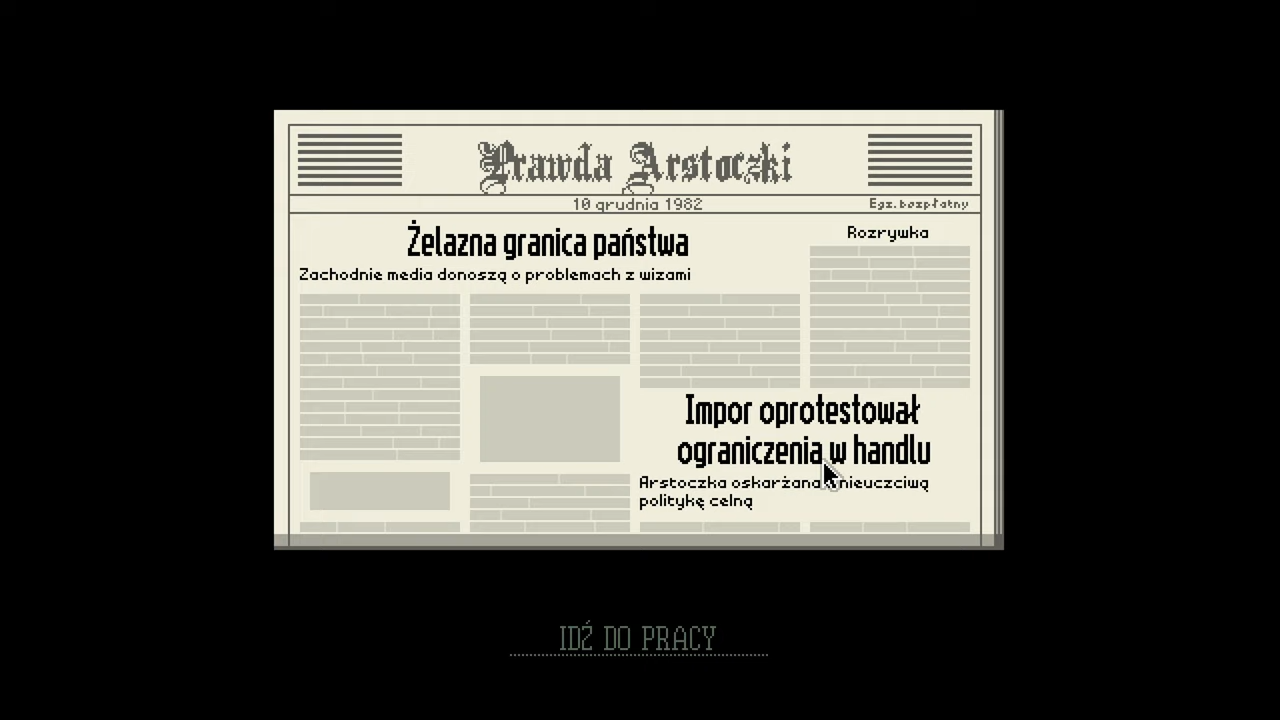 Prawda Arstoczki
10 grudnia 1982
Egz. bezpłatny
Żelazna granica państwa
Zachodnie media donoszą o problemach z wizami
Rozrywka
Impor oprotestował
ograniczenia w handlu
Arstoczka oskarżana nieuczciwą
politykę celną
IDŹ DO PRACY